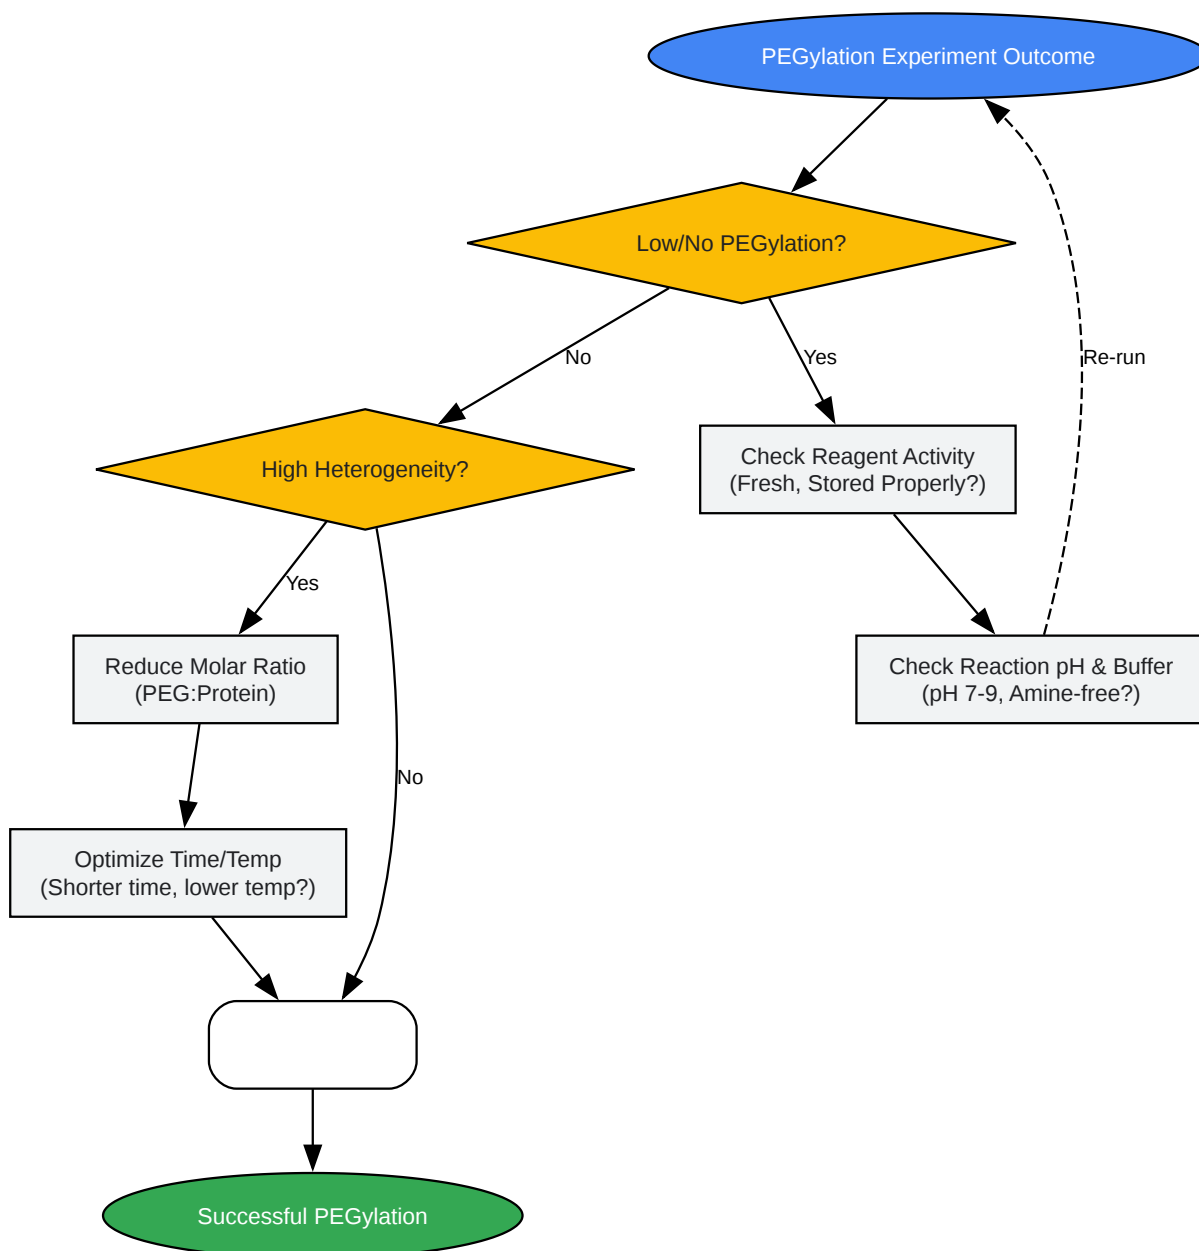 PEGylation Experiment Outcome
Low/No PEGylation?
No
Yes
Re-run
High Heterogeneity?
Check Reagent Activity
(Fresh, Stored Properly?)
Yes
Reduce Molar Ratio
(PEG:Protein)
Check Reaction pH & Buffer
(pH 7-9, Amine-free?)
No
Optimize Time/Temp
(Shorter time, lower temp?)
Successful PEGylation